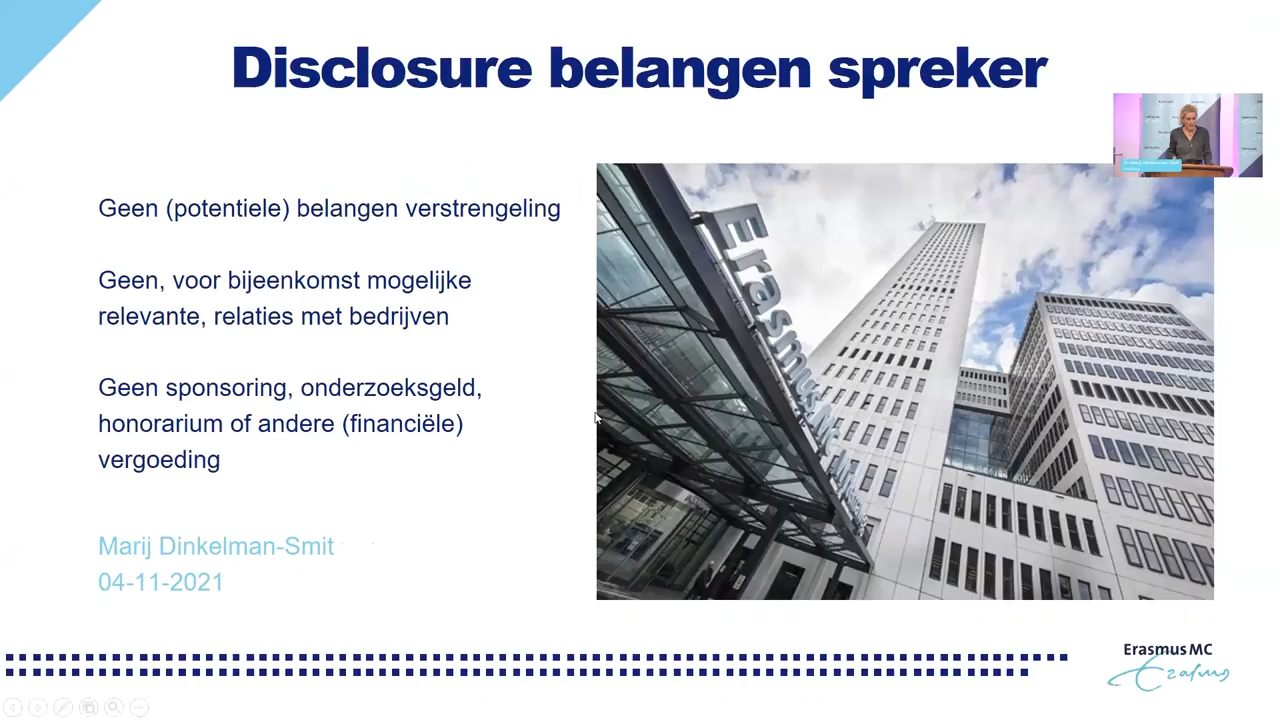 Disclosure belangen spreker
Geen (potentiele) belangen verstrengeling
Geen, voor bijeenkomst mogelijke
relevante, relaties met bedrijven
Geen sponsoring, onderzoeksgeld,
honorarium of andere (financiële)
vergoeding
Marij Dinkelman-Smit
04-11-2021
Erasmus MC
Erasmus MC
Erasmus